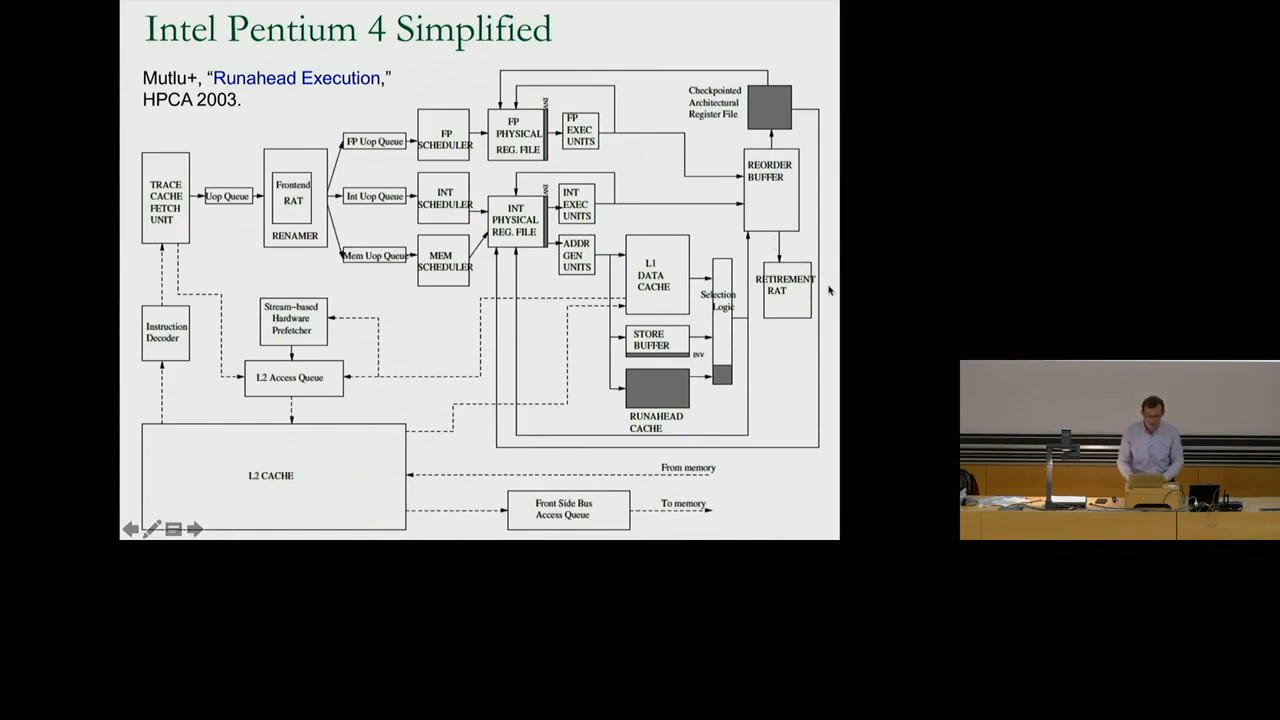 Intel Pentium 4 Simplified
Mutlu+, “Runahead Execution,”
HPCA 2003.
Checkpointed
Architectural
Register File
FP Uop Queue
FP
SCHEDULER
FP
PHYSICAL
REG. FILE
INV
FP
EXEC
UNITS
REORDER
BUFFER
TRACE
CACHE
FETCH
UNIT
Uop Queue
Frontend
RAT
RENAMER
Int Uop Queue
INT
SCHEDULER
INT
PHYSICAL
REG. FILE
INV
INT
EXEC
UNITS
Mem Uop Queue
MEM
SCHEDULER
ADDR
GEN
UNITS
L1
DATA
CACHE
Selection
Logic
RETIREMENT
RAT
Instruction
Decoder
Stream-based
Hardware
Prefetcher
STORE
BUFFER
INV
L2 Access Queue
RUNAHEAD
CACHE
L2 CACHE
From memory
Front Side Bus
Access Queue
To memory